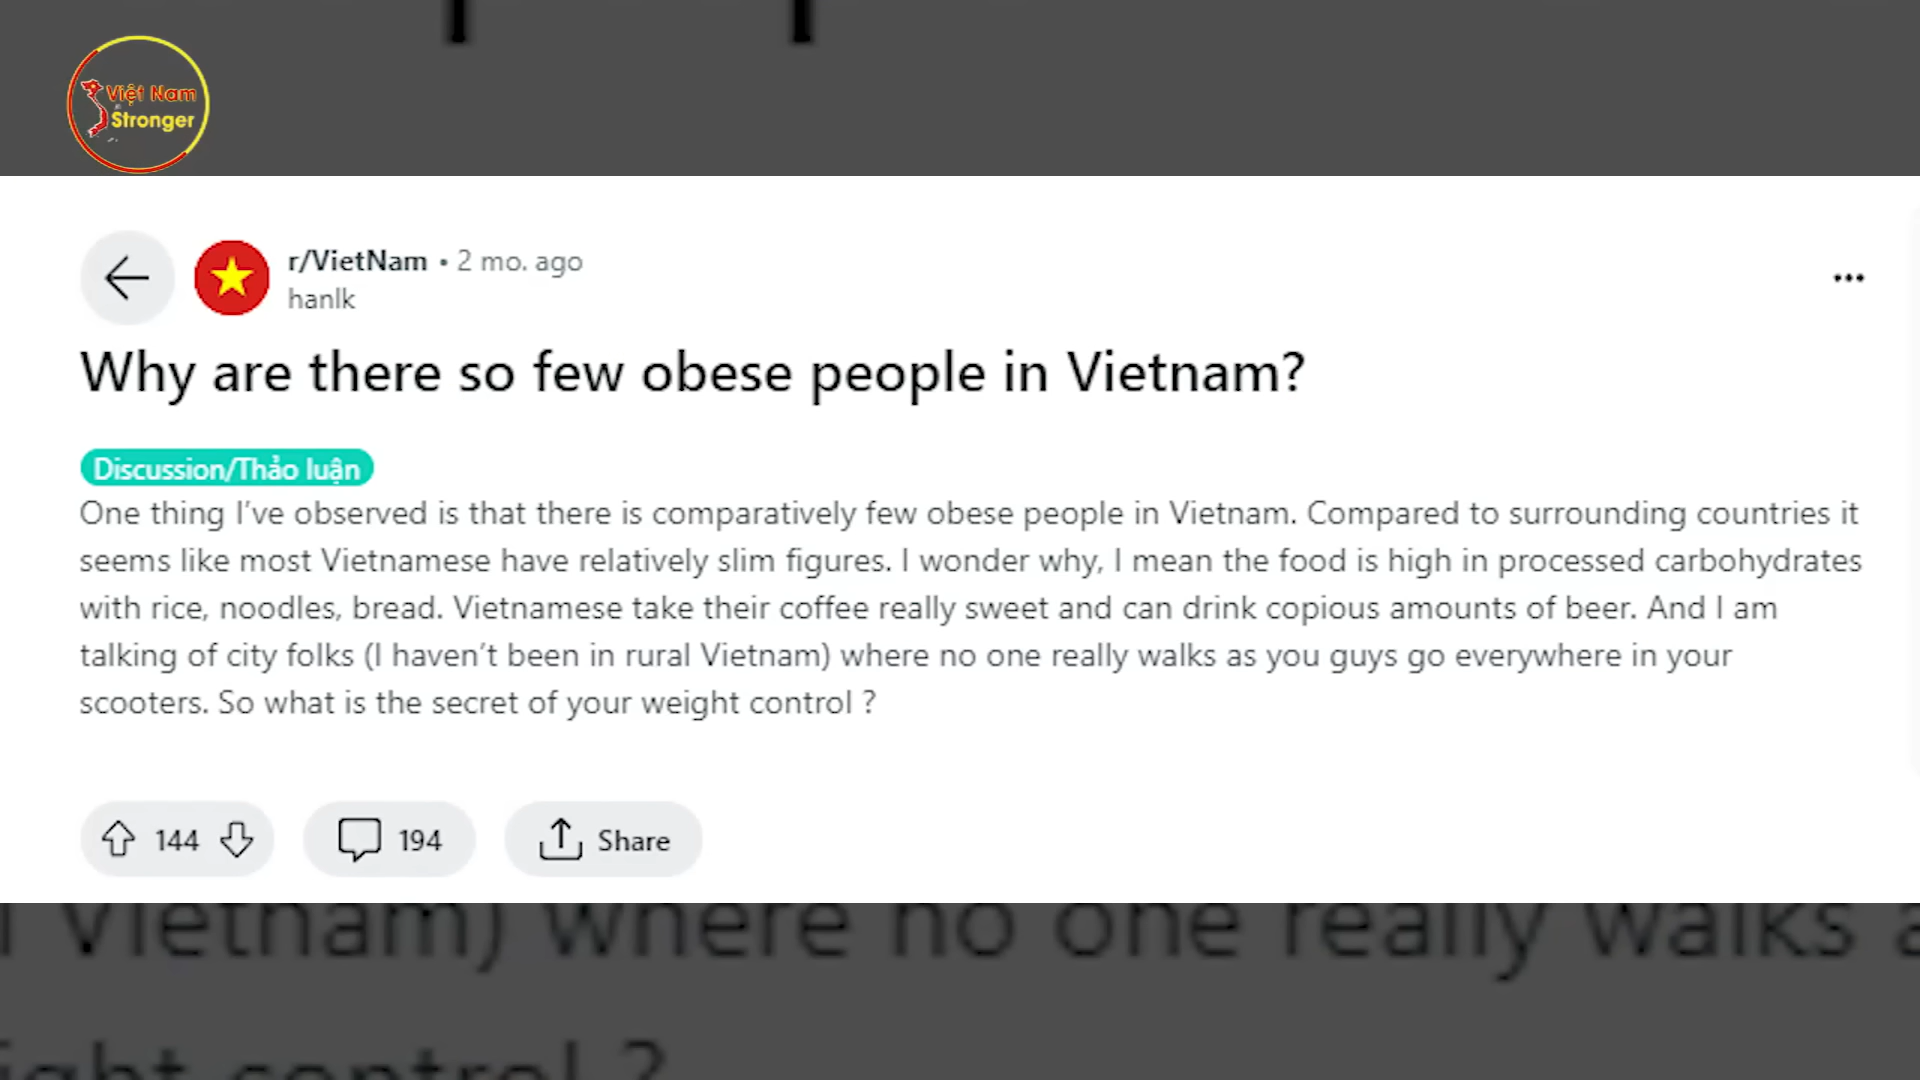 Việt Nam
Stronger
r/VietNam • 2 mo. ago
hanlk
Why are there so few obese people in Vietnam?
Discussion/Thảo luận
One thing I've observed is that there is comparatively few obese people in Vietnam. Compared to surrounding countries it
seems like most Vietnamese have relatively slim figures. I wonder why, I mean the food is high in processed carbohydrates
with rice, noodles, bread. Vietnamese take their coffee really sweet and can drink copious amounts of beer. And I am
talking of city folks (I haven't been in rural Vietnam) where no one really walks as you guys go everywhere in your
scooters. So what is the secret of your weight control ?
144
194
Share
Vietnam) where no one really walks
ight control ?